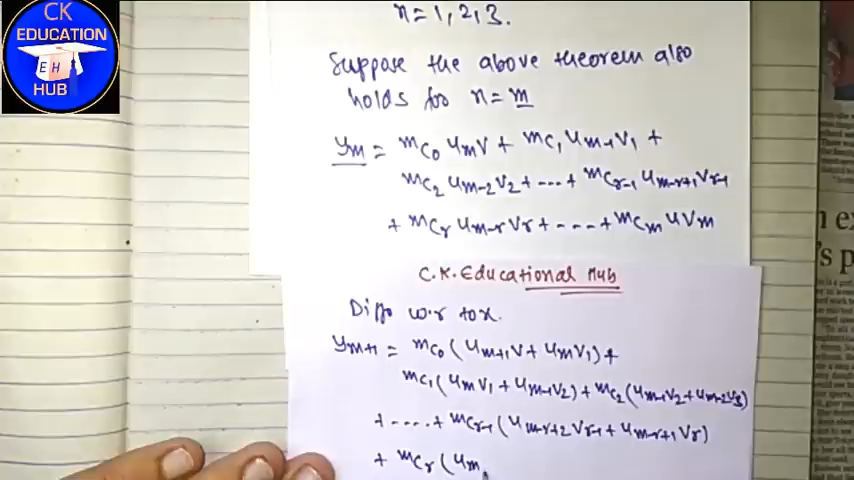 CK
EDUCATION
EH
HUB
n=1,2,3.
Suppose the above theorem also
holds for n=m
ym = mC0 umv + mC1 um-1v1 +
mC2 um-2v2 + ... + mCr-1 um-r+1vr-1
+ mCr um-rvr + .... + mCm uvm
C.K.Educational Hub
Diff w.r to x.
ym+1 = mC0 (um+1v + umv1) +
mC1 (umv1 + um-1v2) + mC2 (um-1v2 + um-2v3)
+ .... + mCr-1 (um-r+2vr-1 + um-r+1vr)
+ mCr (um